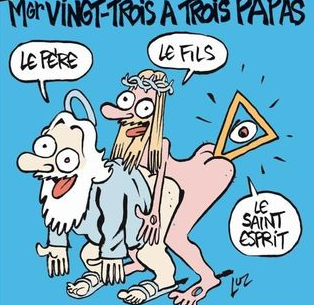 Mgr VINGT-TROIS A TROIS PAPAS
LE PÈRE
LE FILS
LE
SAINT
ESPRIT
LUZ